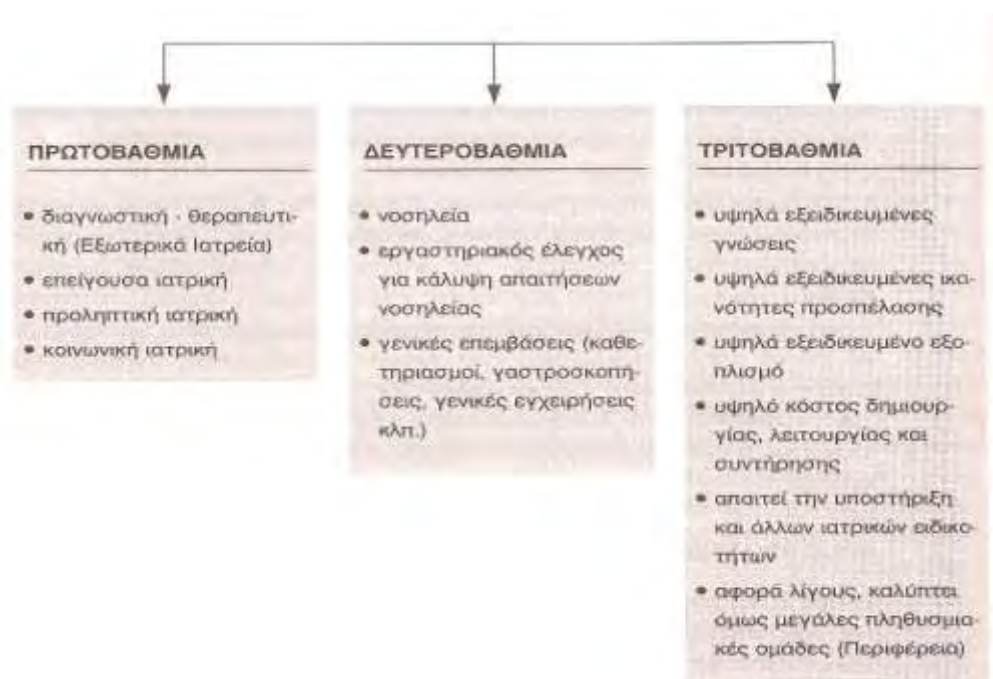 ΠΡΩΤΟΒΑΘΜΙΑ
• διαγνωστική - θεραπευτι-
κή (Εξωτερικά Ιατρεία)
• επείγουσα ιατρική
• προληπτική ιατρική
• κοινωνική ιατρική
ΔΕΥΤΕΡΟΒΑΘΜΙΑ
• νοσηλεία
• εργαστηριακός έλεγχος
για κάλυψη απαιτήσεων
νοσηλείας
• γενικές επεμβάσεις (καθε-
τηριασμοί, γαστροσκοπή-
σεις, γενικές εγχειρήσεις
κλπ.)
ΤΡΙΤΟΒΑΘΜΙΑ
• υψηλά εξειδικευμένες
γνώσεις
• υψηλά εξειδικευμένες ικα-
νότητες προσπέλασης
• υψηλά εξειδικευμένο εξο-
πλισμό
• υψηλό κόστος δημιουρ-
γίας, λειτουργίας και
συντήρησης
• απαιτεί την υποστήριξη
και άλλων ιατρικών ειδικο-
τήτων
• αφορά λίγους, καλύπτει
όμως μεγάλες πληθυσμια-
κές ομάδες (Περιφέρεια)